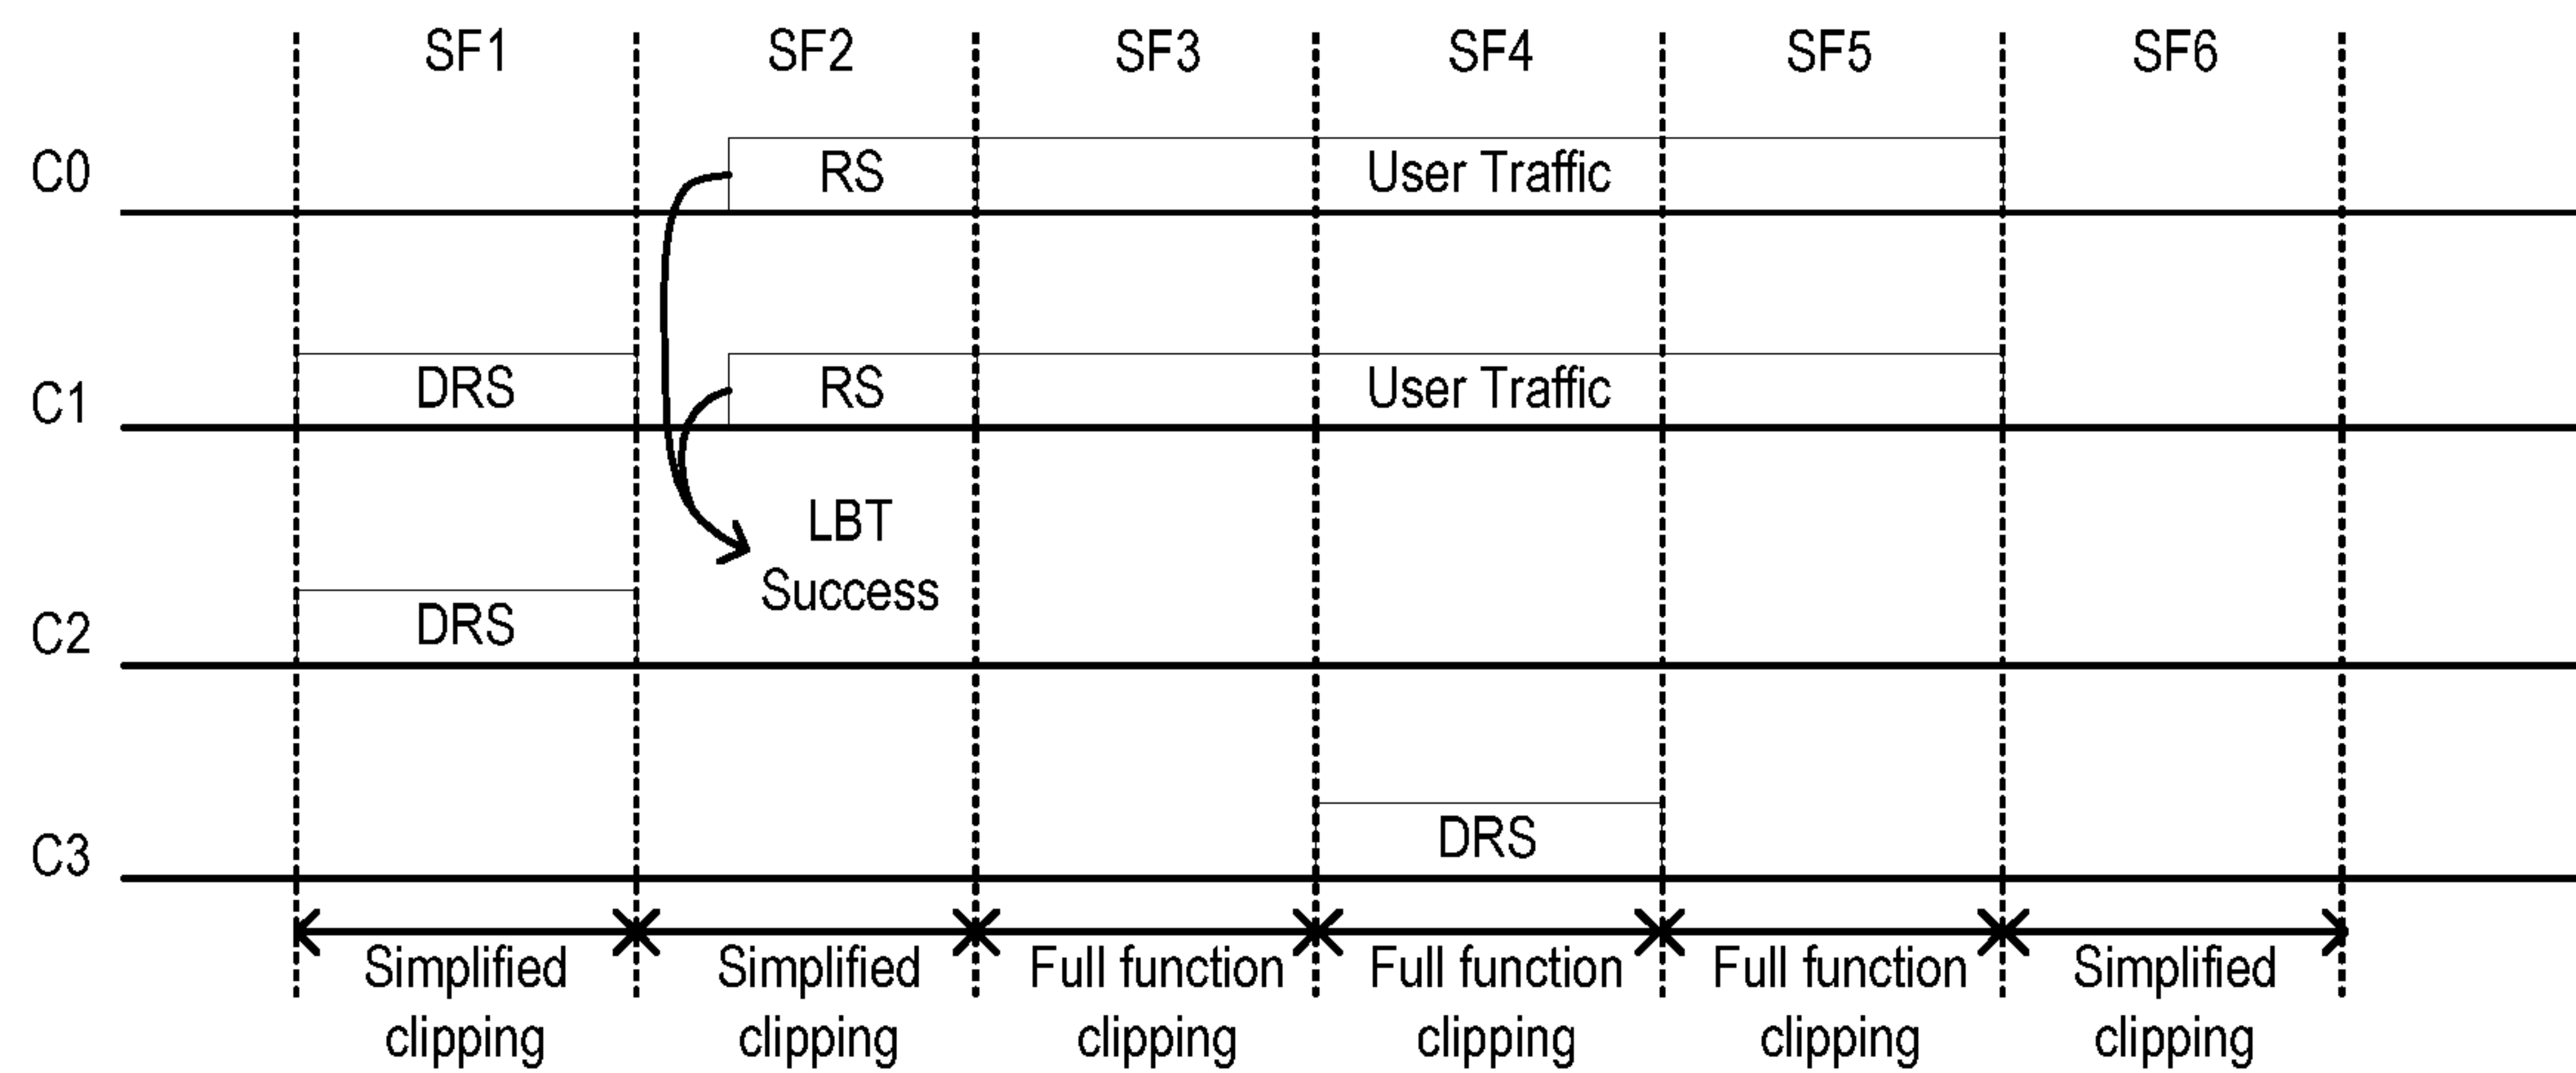 SF1 SF2 SF3 SF4 SF5 SF6
C0 RS User Traffic
C1 DRS RS User Traffic
LBT
Success
C2 DRS
C3 DRS
Simplified Simplified Full function Full function Full function Simplified
clipping clipping clipping clipping clipping clipping